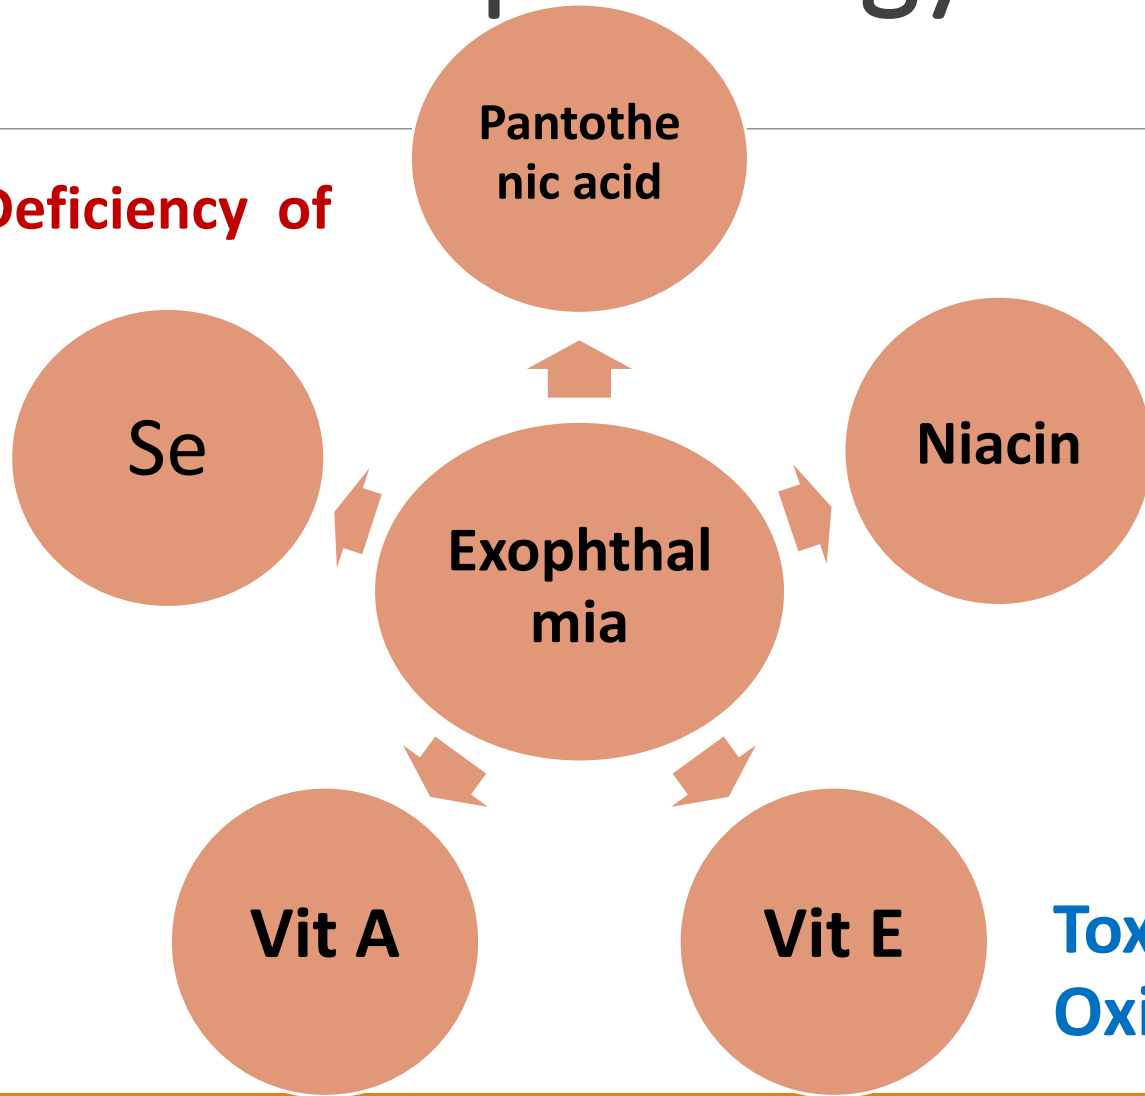 Deficiency of
Pantothe
nic acid
Se
Niacin
Exophthal
mia
Vit A
Vit E